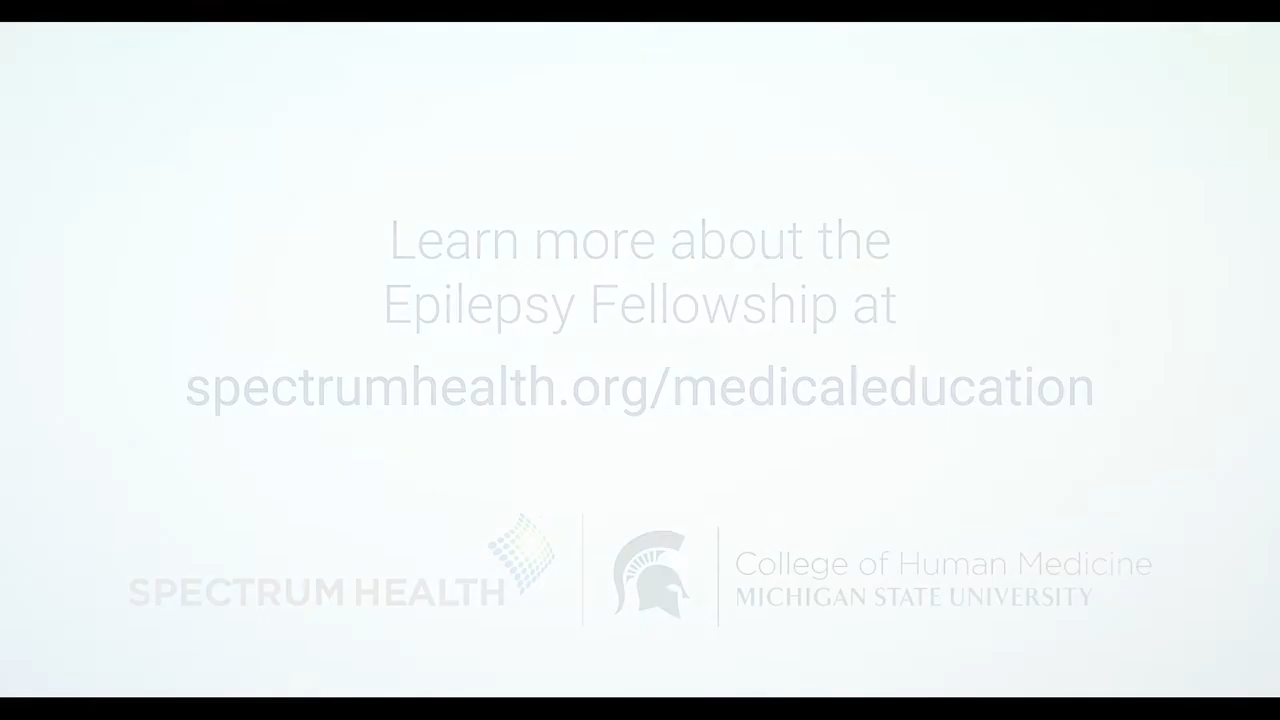 Learn more about the
Epilepsy Fellowship at
spectrumhealth.org/medicaleducation
SPECTRUM HEALTH
College of Human Medicine
MICHIGAN STATE UNIVERSITY